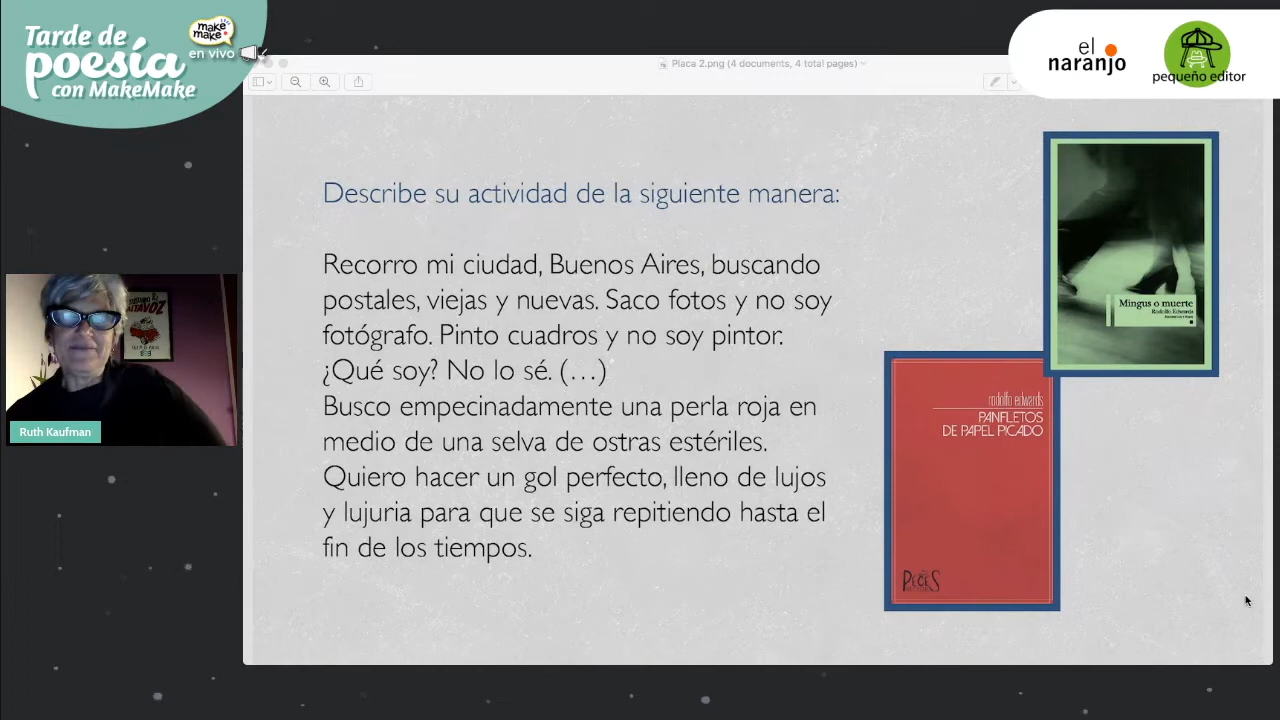 Tarde de
poesía
con MakeMake
make
make
en vivo
el
naranjo
pequeño editor
Placa 2.png (4 documents, 4 total pages)
Describe su actividad de la siguiente manera:
Recorro mi ciudad, Buenos Aires, buscando
postales, viejas y nuevas. Saco fotos y no soy
fotógrafo. Pinto cuadros y no soy pintor.
¿Qué soy? No lo sé. (…)
Busco empecinadamente una perla roja en
medio de una selva de ostras estériles.
Quiero hacer un gol perfecto, lleno de lujos
y lujuria para que se siga repitiendo hasta el
fin de los tiempos.
Mingus o muerte
Rodolfo Edwards
rodolfo edwards
PANFLETOS
DE PAPEL PICADO
PECES
ALTAVOZ
Ruth Kaufman